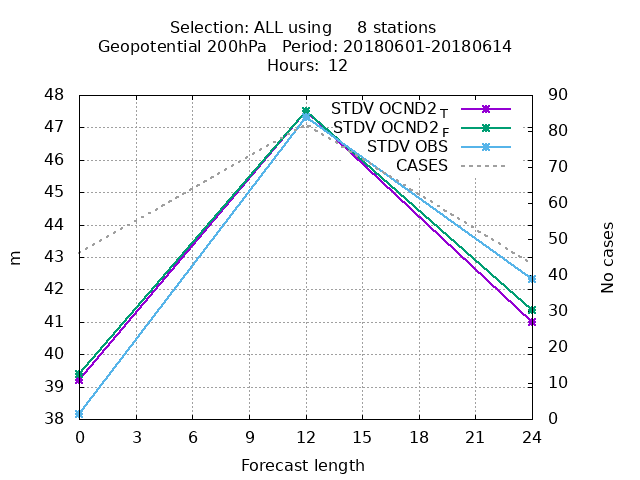 Selection: ALL using     8 stations
Geopotential 200hPa   Period: 20180601-20180614
Hours:  12
48
47
46
45
44
43
42
41
40
39
38
90
80
70
60
50
40
30
20
10
0
STDV OCND2_T
STDV OCND2_F
STDV OBS
CASES
m
No cases
0 3 6 9 12 15 18 21 24
Forecast length